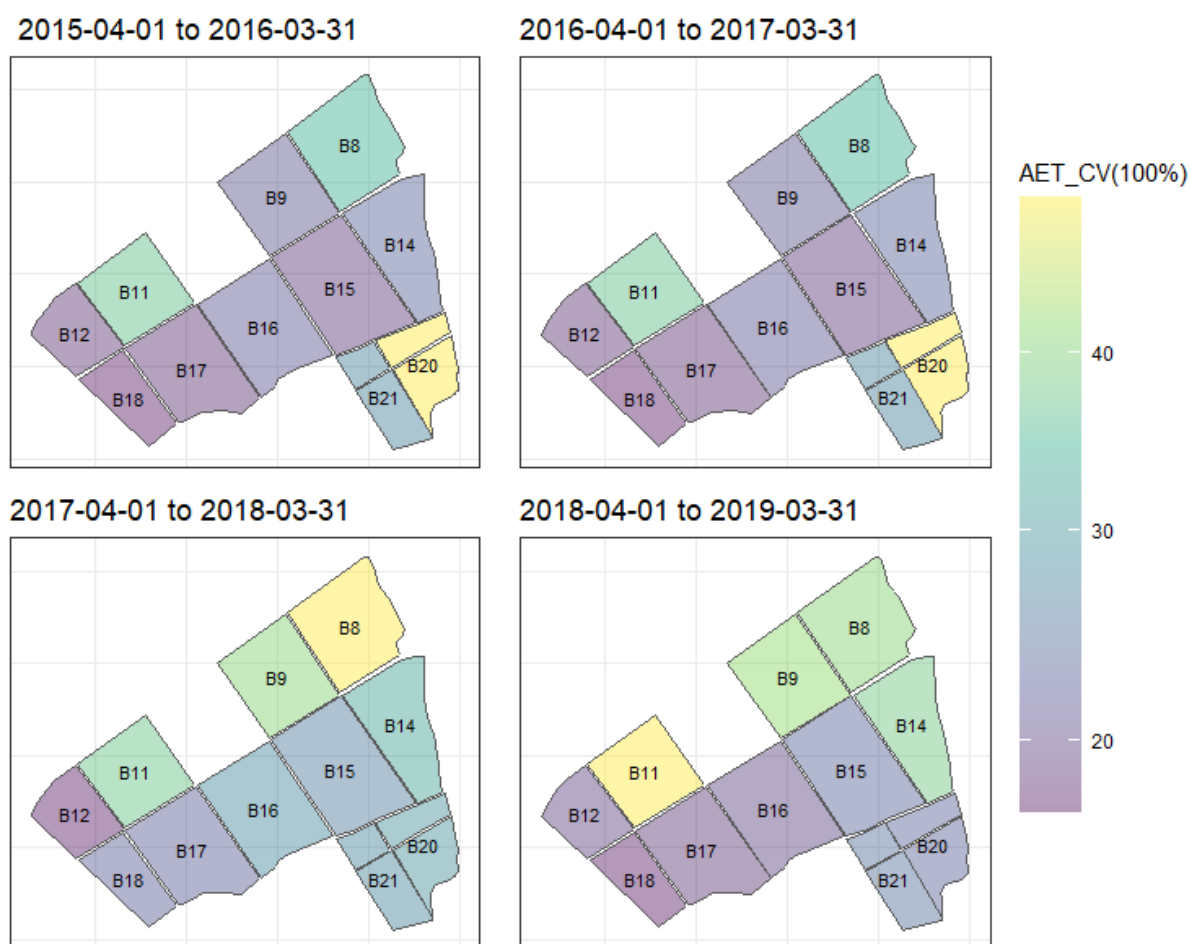 2015-04-01 to 2016-03-31
2016-04-01 to 2017-03-31
B8
B9
B14
B11
B15
B12
B16
B17
B20
B18
B21
B8
B9
B14
B11
B15
B12
B16
B17
B20
B18
B21
AET_CV(100%)
40
30
20
2017-04-01 to 2018-03-31
2018-04-01 to 2019-03-31
B8
B9
B14
B11
B15
B12
B16
B17
B20
B18
B21
B8
B9
B14
B11
B15
B12
B16
B17
B20
B18
B21